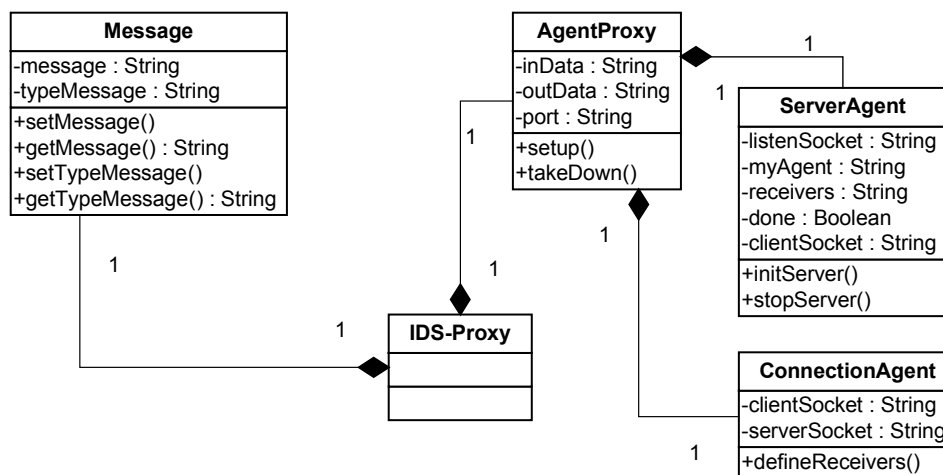 Message
-message : String
-typeMessage : String
+setMessage()
+getMessage() : String
+setTypeMessage()
+getTypeMessage() : String
1
1
AgentProxy
-inData : String
-outData : String
-port : String
+setup()
+takeDown()
1
1
1
1
1
1
ServerAgent
-listenSocket : String
-myAgent : String
-receivers : String
-done : Boolean
-clientSocket : String
+initServer()
+stopServer()
IDS-Proxy
ConnectionAgent
-clientSocket : String
-serverSocket : String
+defineReceivers()